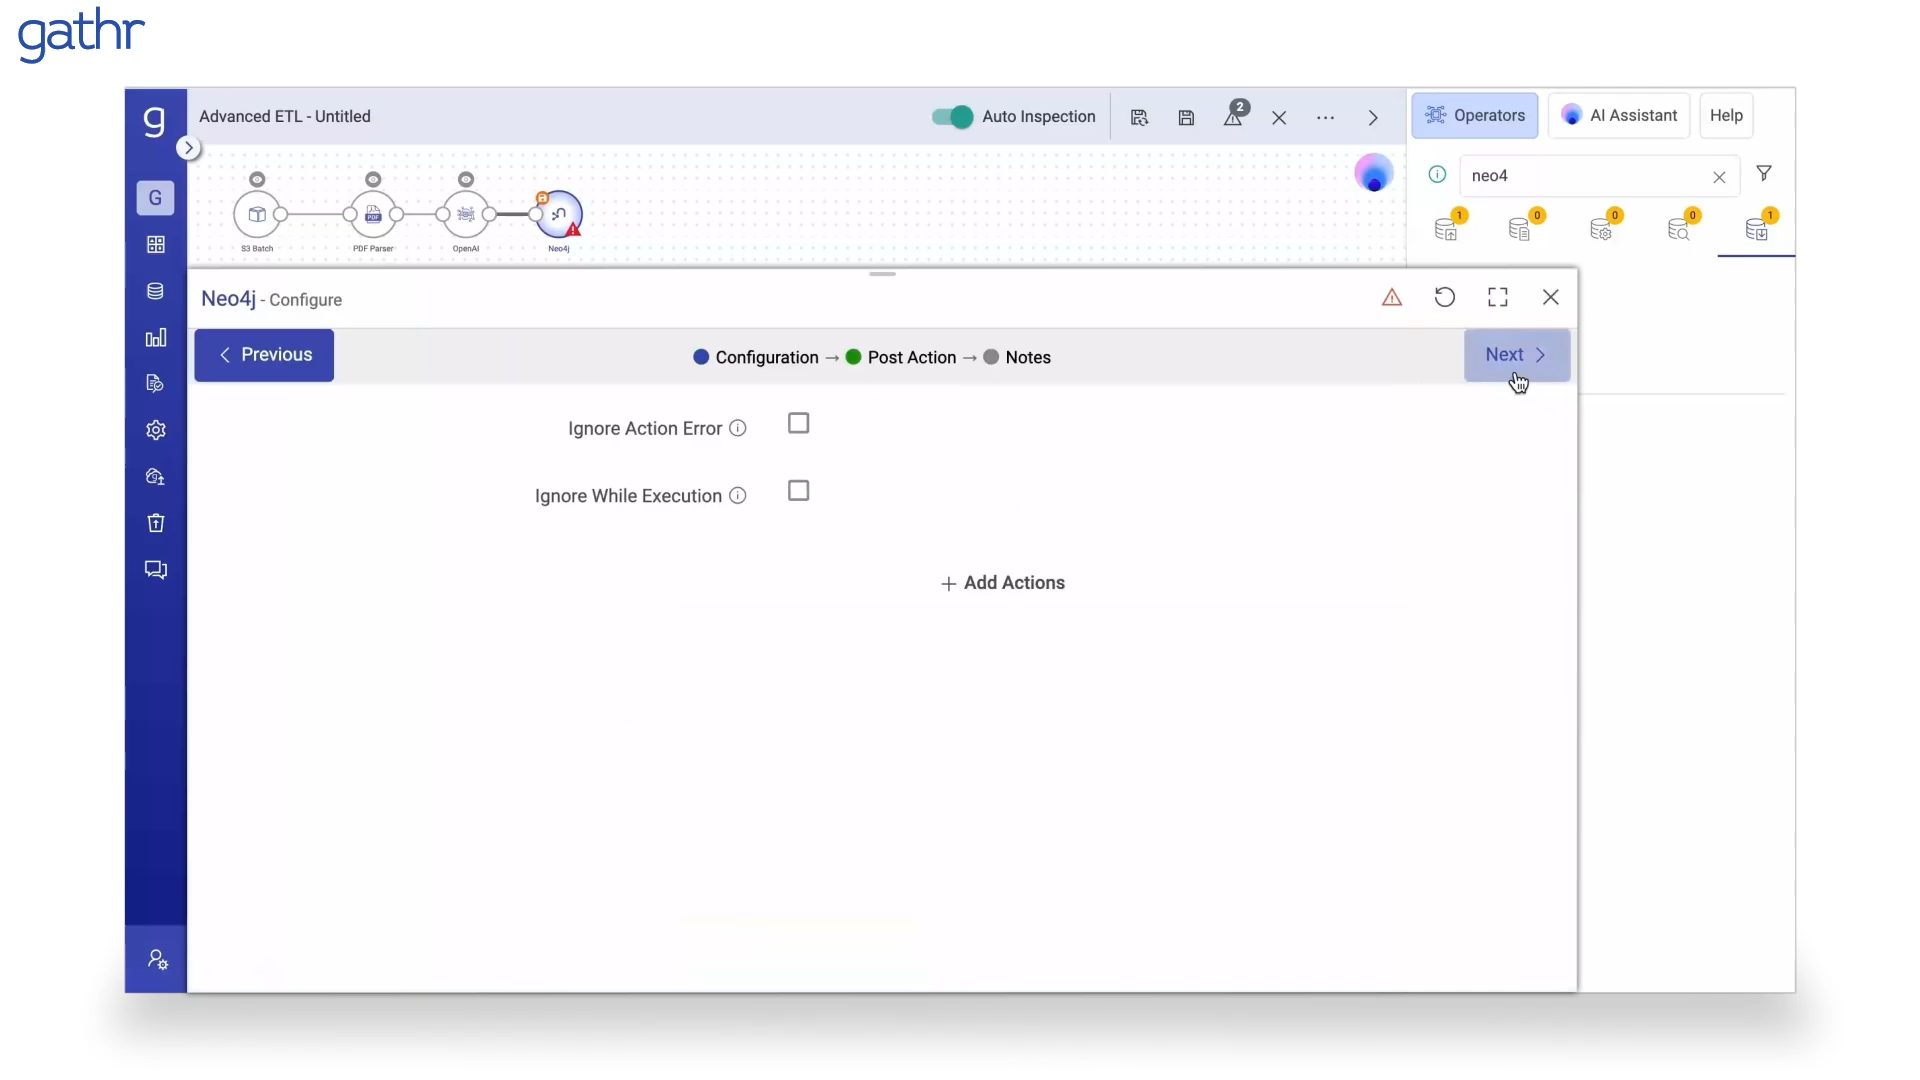 gathr
g
Advanced ETL - Untitled
Auto Inspection
2
Operators
AI Assistant
Help
G
neo4
1
0
0
0
1
PDF
S3 Batch
PDF Parser
OpenAI
Neo4j
Neo4j - Configure
Previous
Configuration → Post Action → Notes
Next
Ignore Action Error
Ignore While Execution
+ Add Actions